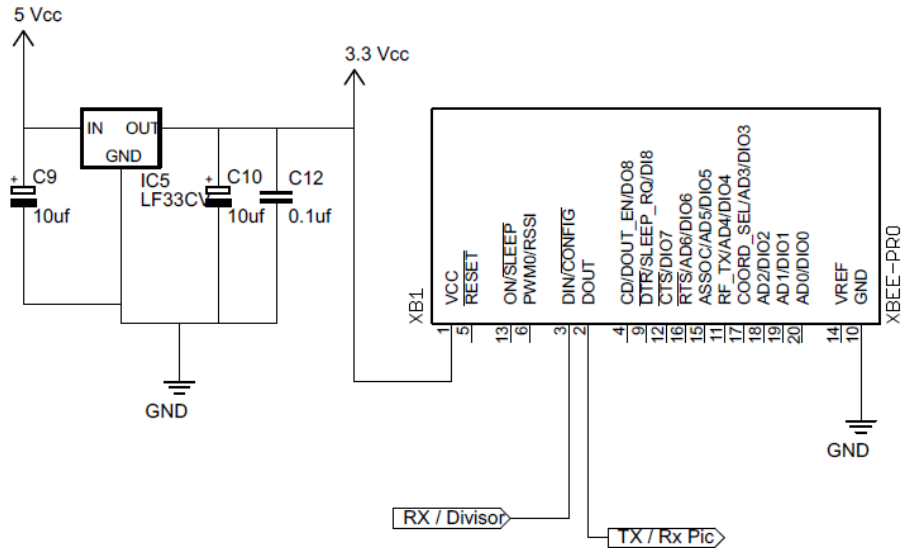 5 Vcc
3.3 Vcc
IN OUT
GND
IC5
LF33CV
+ C9
10uf
+ C10
10uf
C12
0.1uf
XB1
VCC
RESET
ON/SLEEP
PWM0/RSSI
DIN/CONFIG
DOUT
CD/DOUT_EN/DO8
DTR/SLEEP_RQ/DI8
CTS/DIO7
RTS/AD6/DIO6
ASSOC/AD5/DIO5
RF_TX/AD4/DIO4
COORD_SEL/AD3/DIO3
AD2/DIO2
AD1/DIO1
AD0/DIO0
VREF
GND
XBEE-PRO
1
5
13
6
3
2
4
9
12
16
15
11
17
18
19
20
14
10
GND
GND
RX / Divisor
TX / Rx Pic